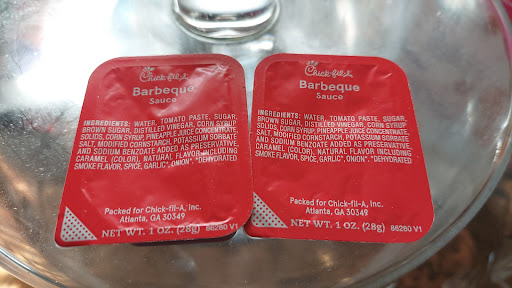 Chick-fil-A
Barbeque
Sauce
INGREDIENTS: WATER, TOMATO PASTE, SUGAR,
BROWN SUGAR, DISTILLED VINEGAR, CORN SYRUP
SOLIDS, CORN SYRUP, PINEAPPLE JUICE CONCENTRATE,
SALT, MODIFIED CORNSTARCH, POTASSIUM SORBATE
AND SODIUM BENZOATE ADDED AS PRESERVATIVE,
CARAMEL (COLOR), NATURAL FLAVOR INCLUDING
SMOKE FLAVOR, SPICE, GARLIC*, ONION*. *DEHYDRATED
Packed for Chick-fil-A, Inc.
Atlanta, GA 30349
NET WT. 1 OZ. (28g) 86280 V1
Chick-fil-A
Barbeque
Sauce
INGREDIENTS: WATER, TOMATO PASTE, SUGAR,
BROWN SUGAR, DISTILLED VINEGAR, CORN SYRUP
SOLIDS, CORN SYRUP, PINEAPPLE JUICE CONCENTRATE,
SALT, MODIFIED CORNSTARCH, POTASSIUM SORBATE
AND SODIUM BENZOATE ADDED AS PRESERVATIVE,
CARAMEL (COLOR), NATURAL FLAVOR INCLUDING
SMOKE FLAVOR, SPICE, GARLIC*, ONION*. *DEHYDRATED
Packed for Chick-fil-A, Inc.
Atlanta, GA 30349
NET WT. 1 OZ. (28g) 86280 V1